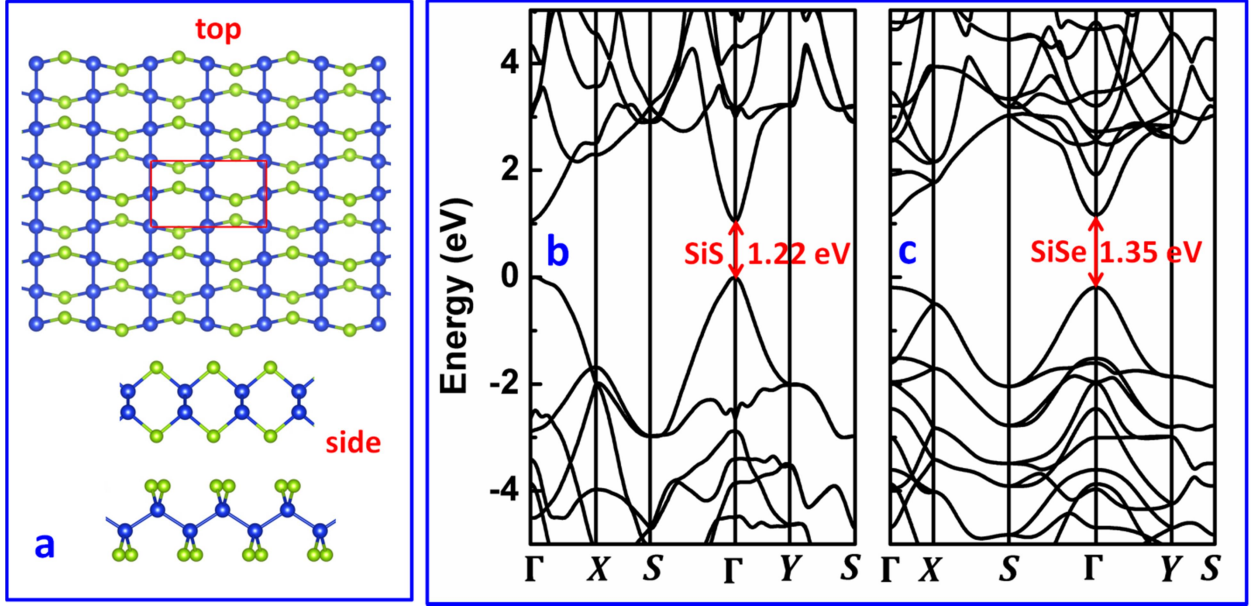 top
side
a
Energy (eV)
4
2
0
-2
-4
b
SiS 1.22 eV
Γ X S Γ Y S
c
SiSe 1.35 eV
Γ X S Γ Y S